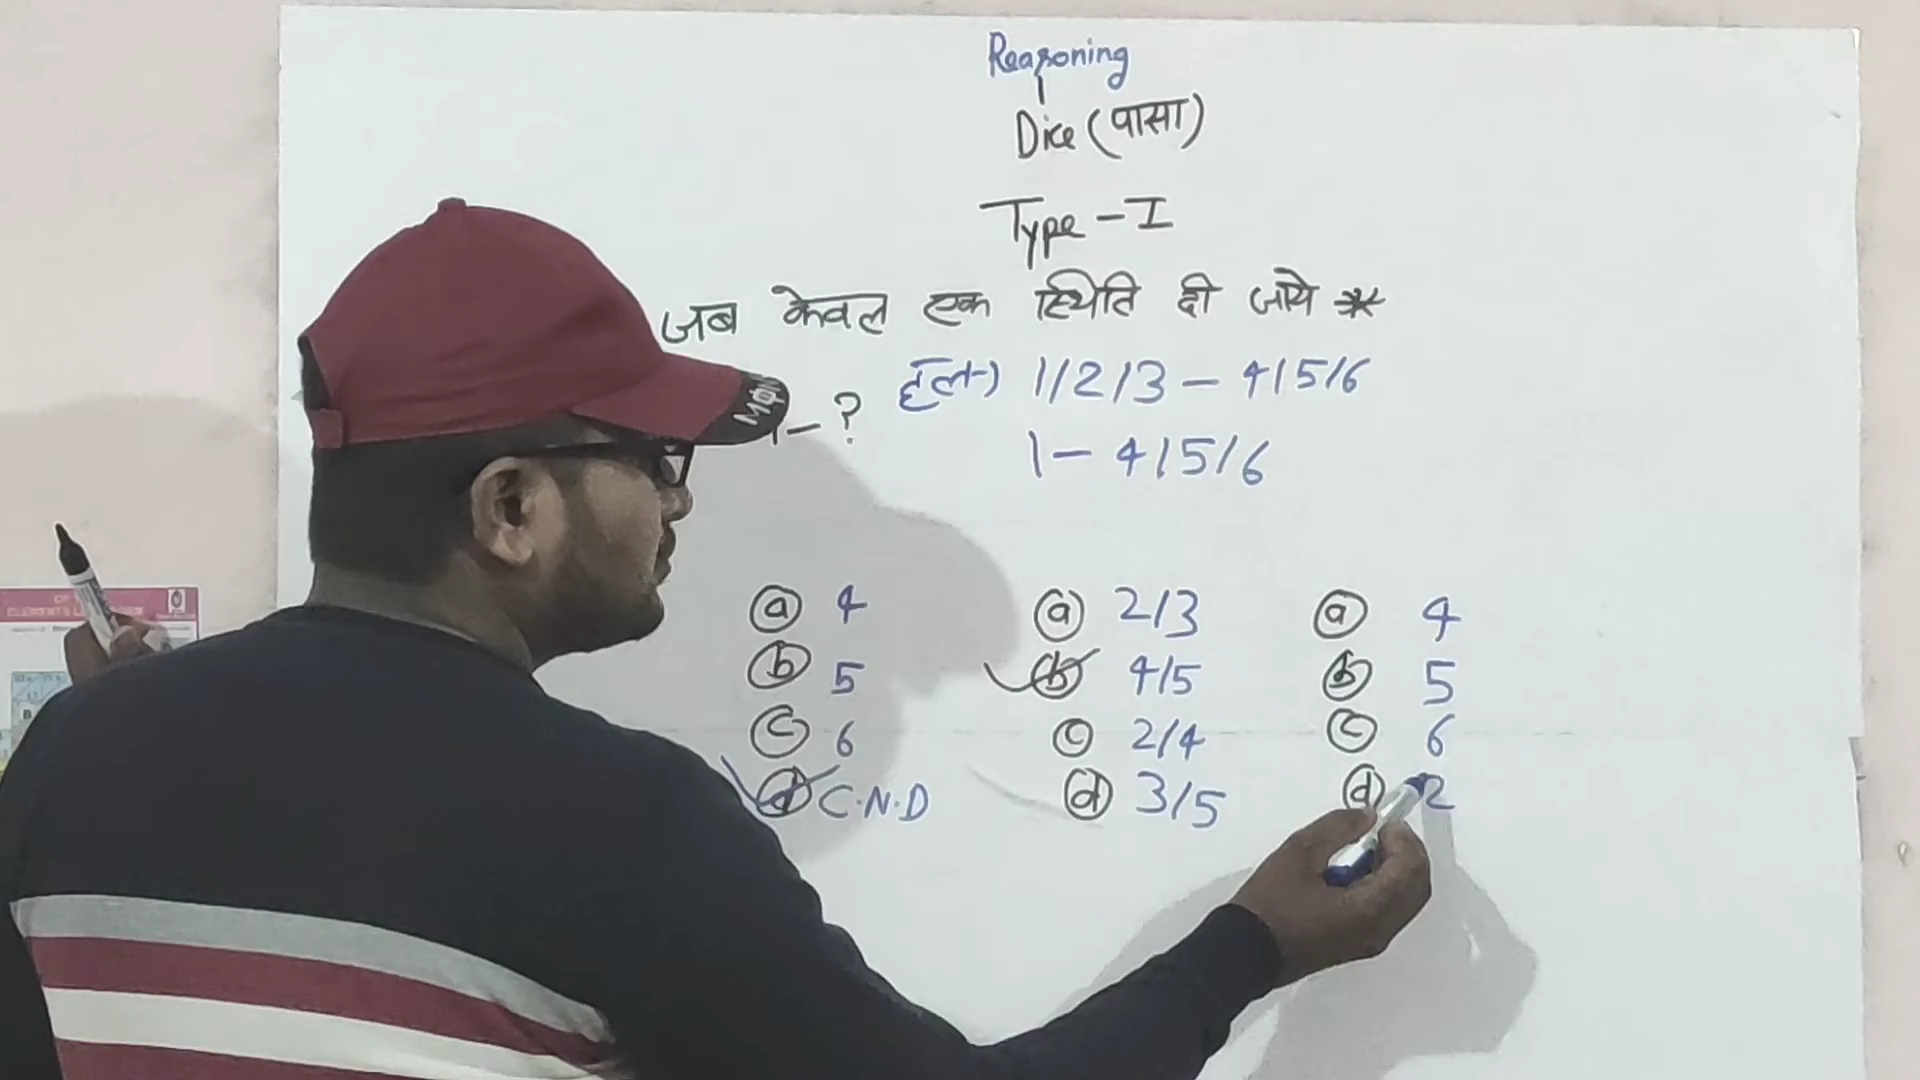 Reasoning
Dice (पासा)
Type - I
जब केवल एक स्थिति दी जाये *
1 - ?
हल→) 1/2/3 - 4/5/6
1 - 4/5/6
(a) 4
(b) 5
(c) 6
(d) C.N.D
(a) 2/3
(b) 4/5
(c) 2/4
(d) 3/5
(a) 4
(b) 5
(c) 6
(d) 2